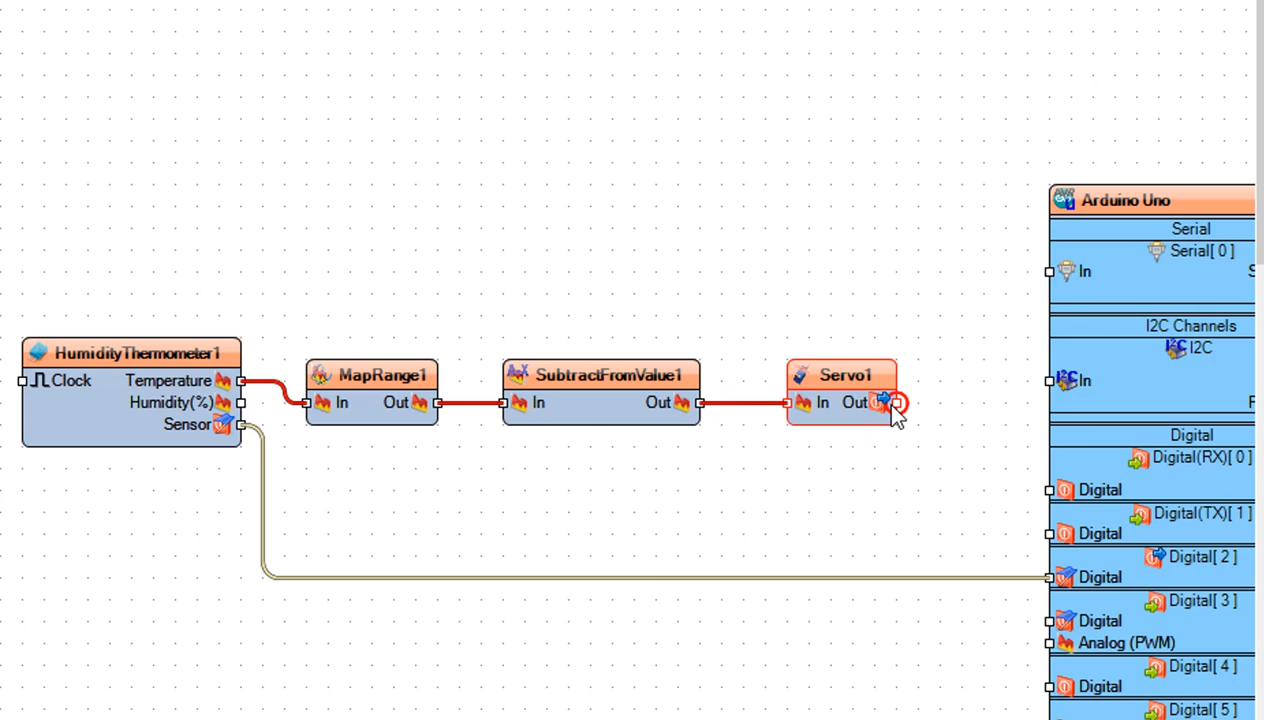 Arduino Uno
Serial
Serial[ 0 ]
In
I2C Channels
I2C
In
Digital
Digital(RX)[ 0 ]
Digital
Digital(TX)[ 1 ]
Digital
Digital[ 2 ]
Digital
Digital[ 3 ]
Digital
Analog (PWM)
Digital[ 4 ]
Digital
Digital[ 5 ]
HumidityThermometer1
Clock Temperature
Humidity(%)
Sensor
MapRange1
In Out
SubtractFromValue1
In Out
Servo1
In Out